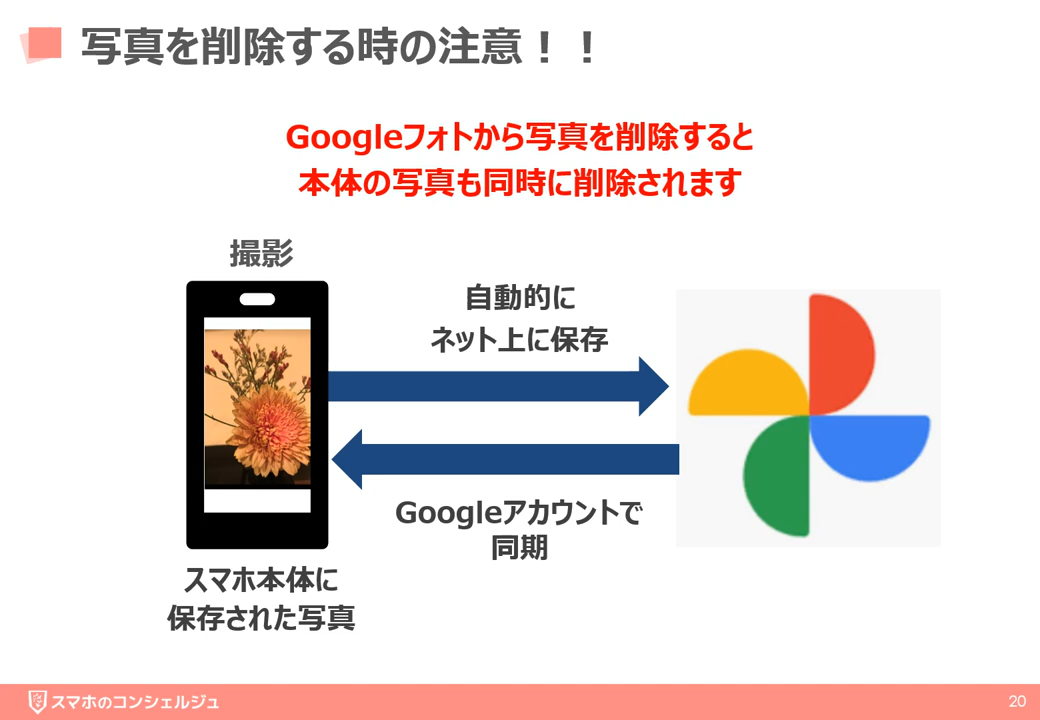 写真を削除する時の注意！！
Googleフォトから写真を削除すると
本体の写真も同時に削除されます
撮影
自動的に
ネット上に保存
Googleアカウントで
同期
スマホ本体に
保存された写真
スマホのコンシェルジュ
20